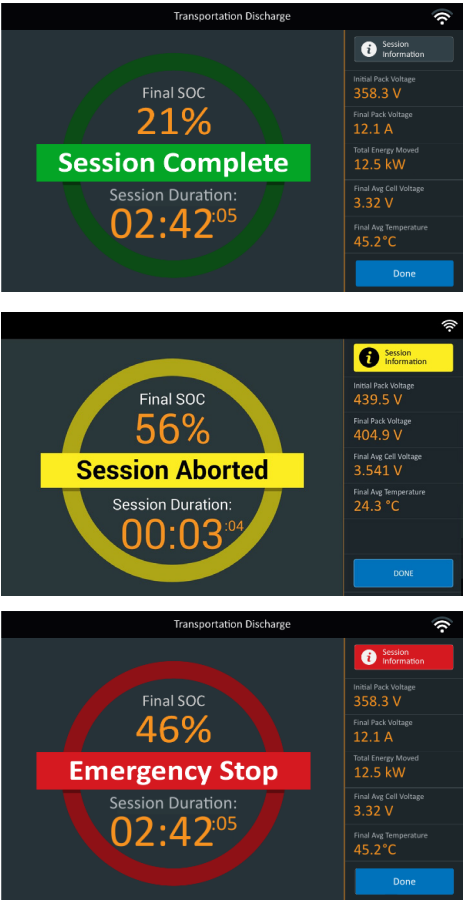 Transportation Discharge
Final SOC
21%
Session Complete
Session Duration:
02:42:05
Session
Information
Initial Pack Voltage
358.3 V
Final Pack Voltage
12.1 A
Total Energy Moved
12.5 kW
Final Avg Cell Voltage
3.32 V
Final Avg Temperature
45.2°C
Done
Final SOC
56%
Session Aborted
Session Duration:
00:03:04
Session
Information
Initial Pack Voltage
439.5 V
Final Pack Voltage
404.9 V
Final Avg Cell Voltage
3.541 V
Final Avg Temperature
24.3 °C
DONE
Transportation Discharge
Final SOC
46%
Emergency Stop
Session Duration:
02:42:05
Session
Information
Initial Pack Voltage
358.3 V
Final Pack Voltage
12.1 A
Total Energy Moved
12.5 kW
Final Avg Cell Voltage
3.32 V
Final Avg Temperature
45.2°C
Done